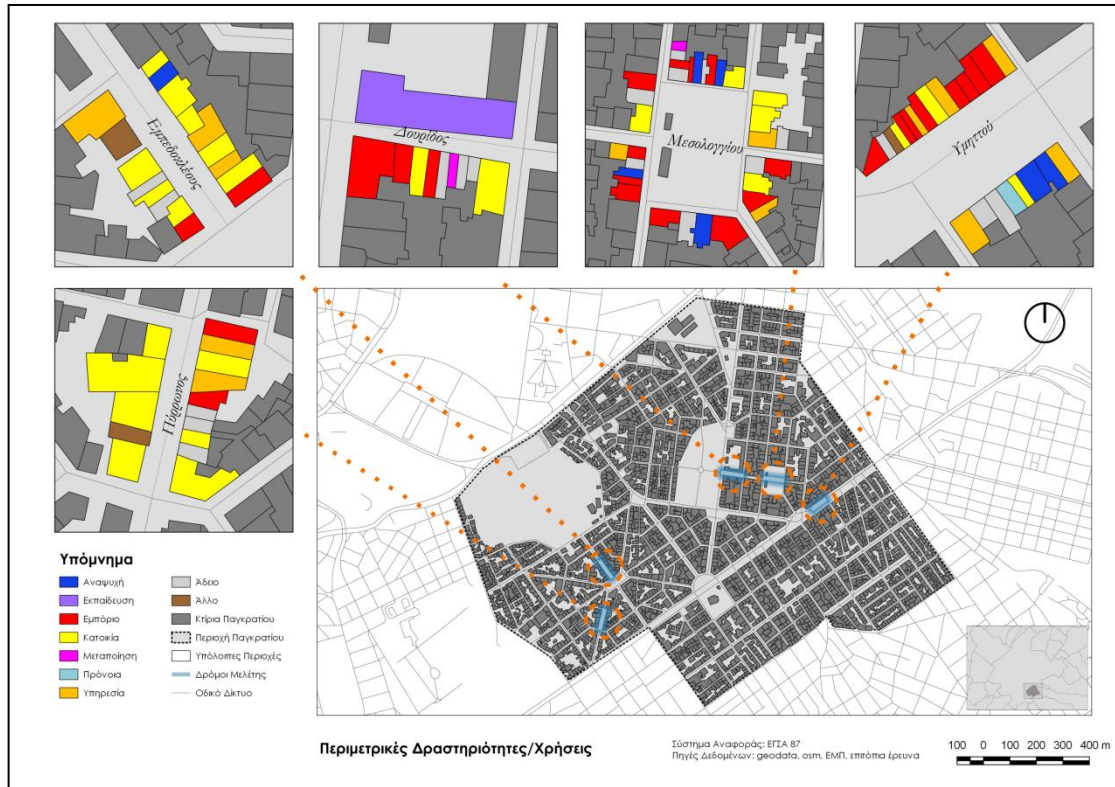 Εμπεδοκλέους
Δούριδος
Μεσολογγίου
Υμηττού
Πύρρωνος
Υπόμνημα
Αναψυχή
Εκπαίδευση
Εμπόριο
Κατοικία
Μεταποίηση
Πρόνοια
Υπηρεσία
Άδειο
Άλλο
Κτίρια Παγκρατίου
Περιοχή Παγκρατίου
Υπόλοιπες Περιοχές
Δρόμοι Μελέτης
Οδικό Δίκτυο
Περιμετρικές Δραστηριότητες/Χρήσεις
Σύστημα Αναφοράς: ΕΓΣΑ 87
Πηγές Δεδομένων: geodata, osm, ΕΜΠ, επιτόπια έρευνα
100 0 100 200 300 400 m